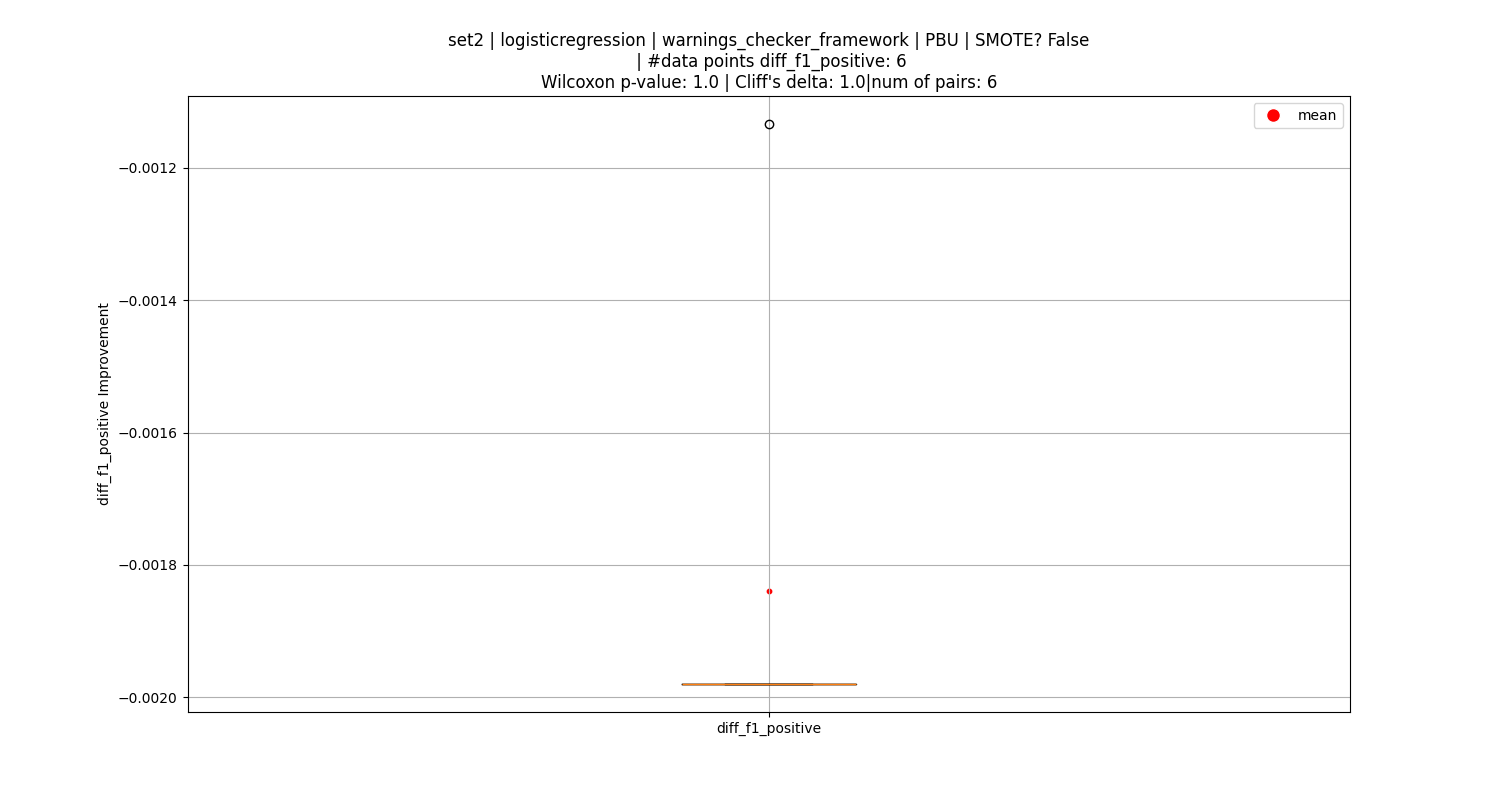 set2 | logisticregression | warnings_checker_framework | PBU | SMOTE? False
| #data points diff_f1_positive: 6
Wilcoxon p-value: 1.0 | Cliff's delta: 1.0|num of pairs: 6
mean
−0.0012
−0.0014
−0.0016
−0.0018
−0.0020
diff_f1_positive Improvement
diff_f1_positive